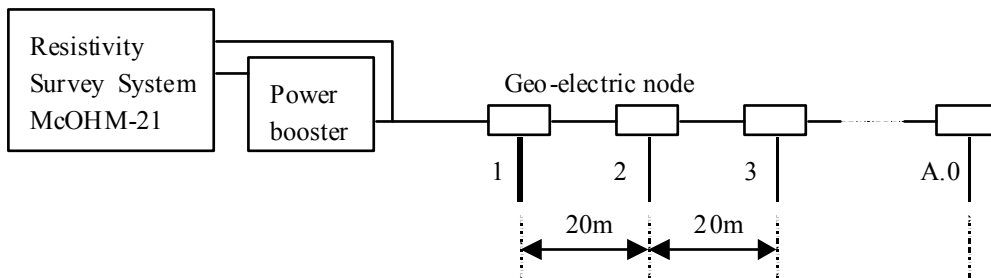 Resistivity
Survey System
McOHM-21
Power
booster
Geo-electric node
1
2
3
A.0
20m
20m